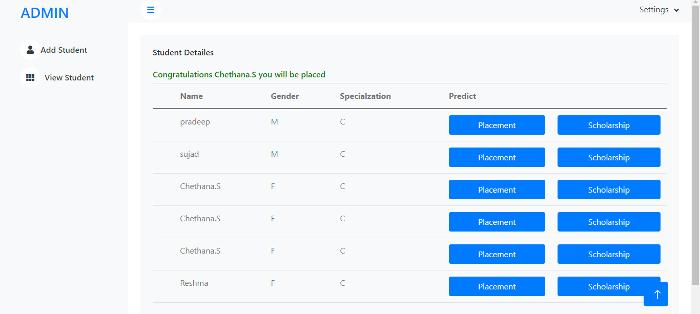 ADMIN
Settings
Add Student
View Student
Student Detailes
Congratulations Chethana.S you will be placed
Name Gender Specialzation Predict
pradeep M C Placement Scholarship
sujad M C Placement Scholarship
Chethana.S F C Placement Scholarship
Chethana.S F C Placement Scholarship
Chethana.S F C Placement Scholarship
Reshma F C Placement Scholarship